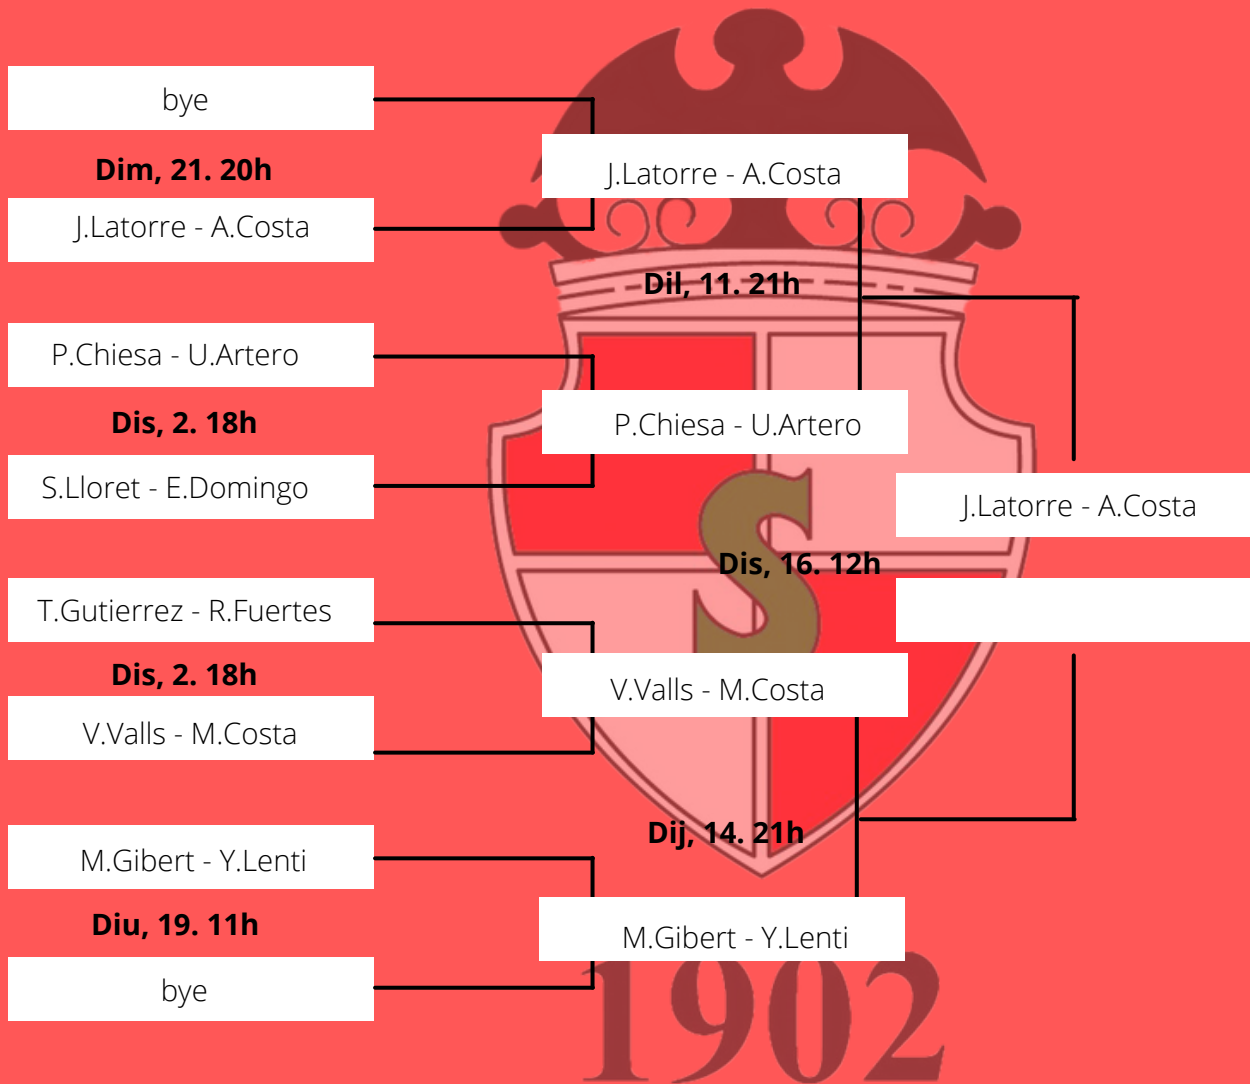 bye
Dim, 21. 20h
J.Latorre - A.Costa
P.Chiesa - U.Artero
Dis, 2. 18h
S.Lloret - E.Domingo
T.Gutierrez - R.Fuertes
Dis, 2. 18h
V.Valls - M.Costa
M.Gibert - Y.Lenti
Diu, 19. 11h
bye
J.Latorre - A.Costa
Dil, 11. 21h
P.Chiesa - U.Artero
V.Valls - M.Costa
Dij, 14. 21h
M.Gibert - Y.Lenti
J.Latorre - A.Costa
Dis, 16. 12h
S
1902